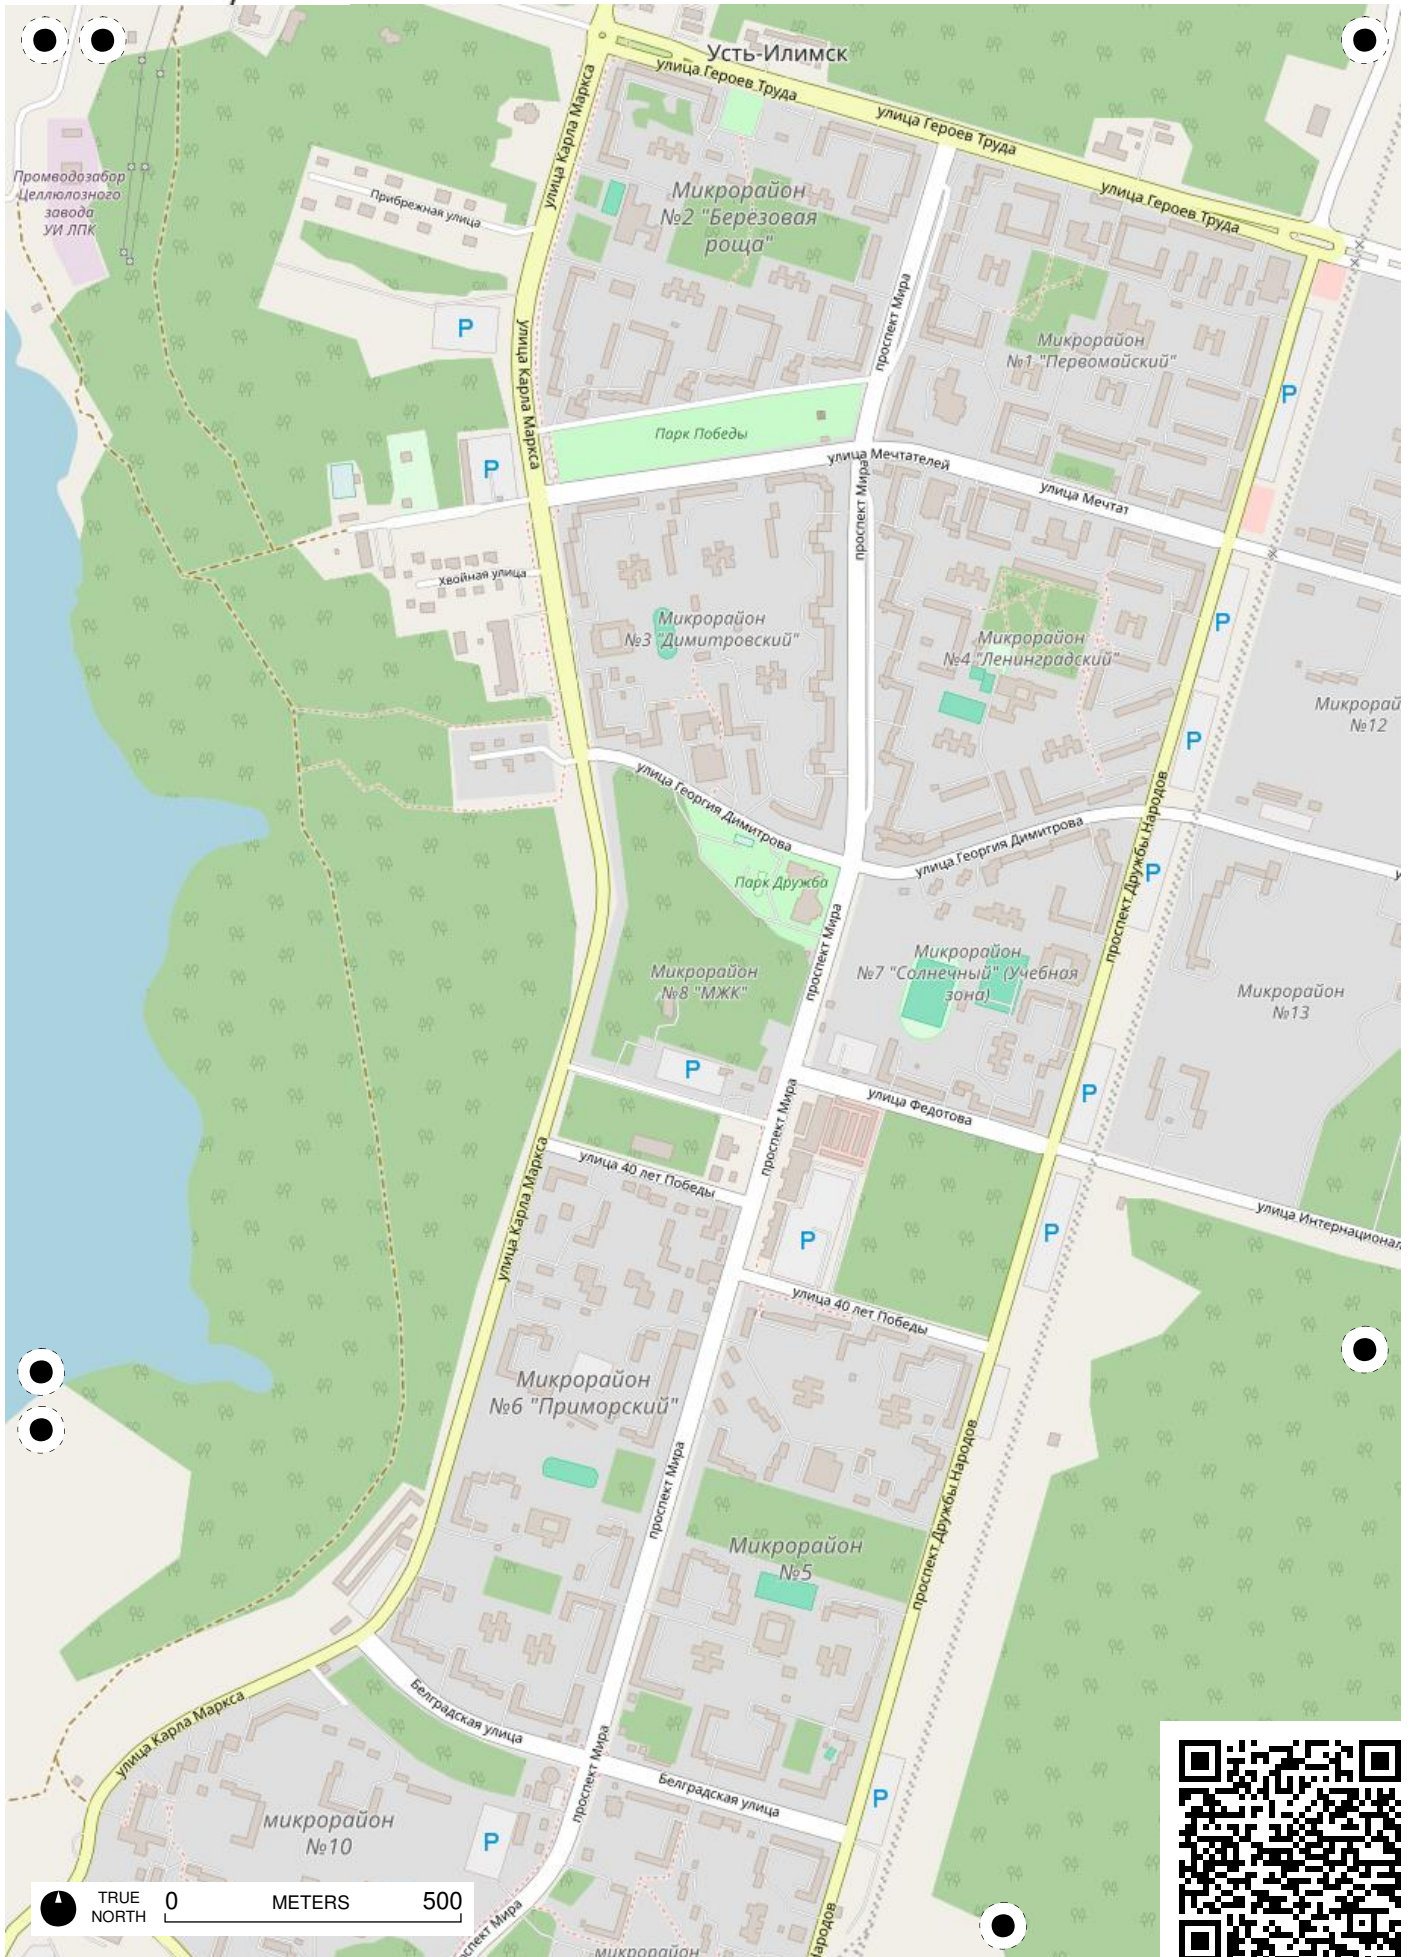 Усть-Илимск
улица Героев Труда
улица Героев Труда
улица Героев Труда
улица Карла Маркса
Промводозабор
Целлюлозного
завода
УИ ЛПК
Прибрежная улица
Микрорайон
№2 "Берёзовая
роща"
проспект Мира
Микрорайон
№1 "Первомайский"
P
улица Карла Маркса
P
Парк Победы
P
улица Мечтателей
улица Мечтат
проспект Мира
Хвойная улица
Микрорайон
№3 "Димитровский"
Микрорайон
№4 "Ленинградский"
P
P
Микрорай
№12
улица Георгия Димитрова
улица Георгия Димитрова
проспект Дружбы Народов
P
Парк Дружба
проспект Мира
Микрорайон
№8 "МЖК"
Микрорайон
№7 "Солнечный" (Учебная
зона)
Микрорайон
№13
P
P
улица Федотова
проспект Мира
улица Карла Маркса
улица 40 лет Победы
улица Интернационал
P
P
улица 40 лет Победы
Микрорайон
№6 "Приморский"
проспект Мира
проспект Дружбы Народов
Микрорайон
№5
улица Карла Маркса
Белградская улица
проспект Мира
Белградская улица
P
микрорайон
№10
P
TRUE
NORTH
0 METERS 500
спект Мира
микрорайон
Народов